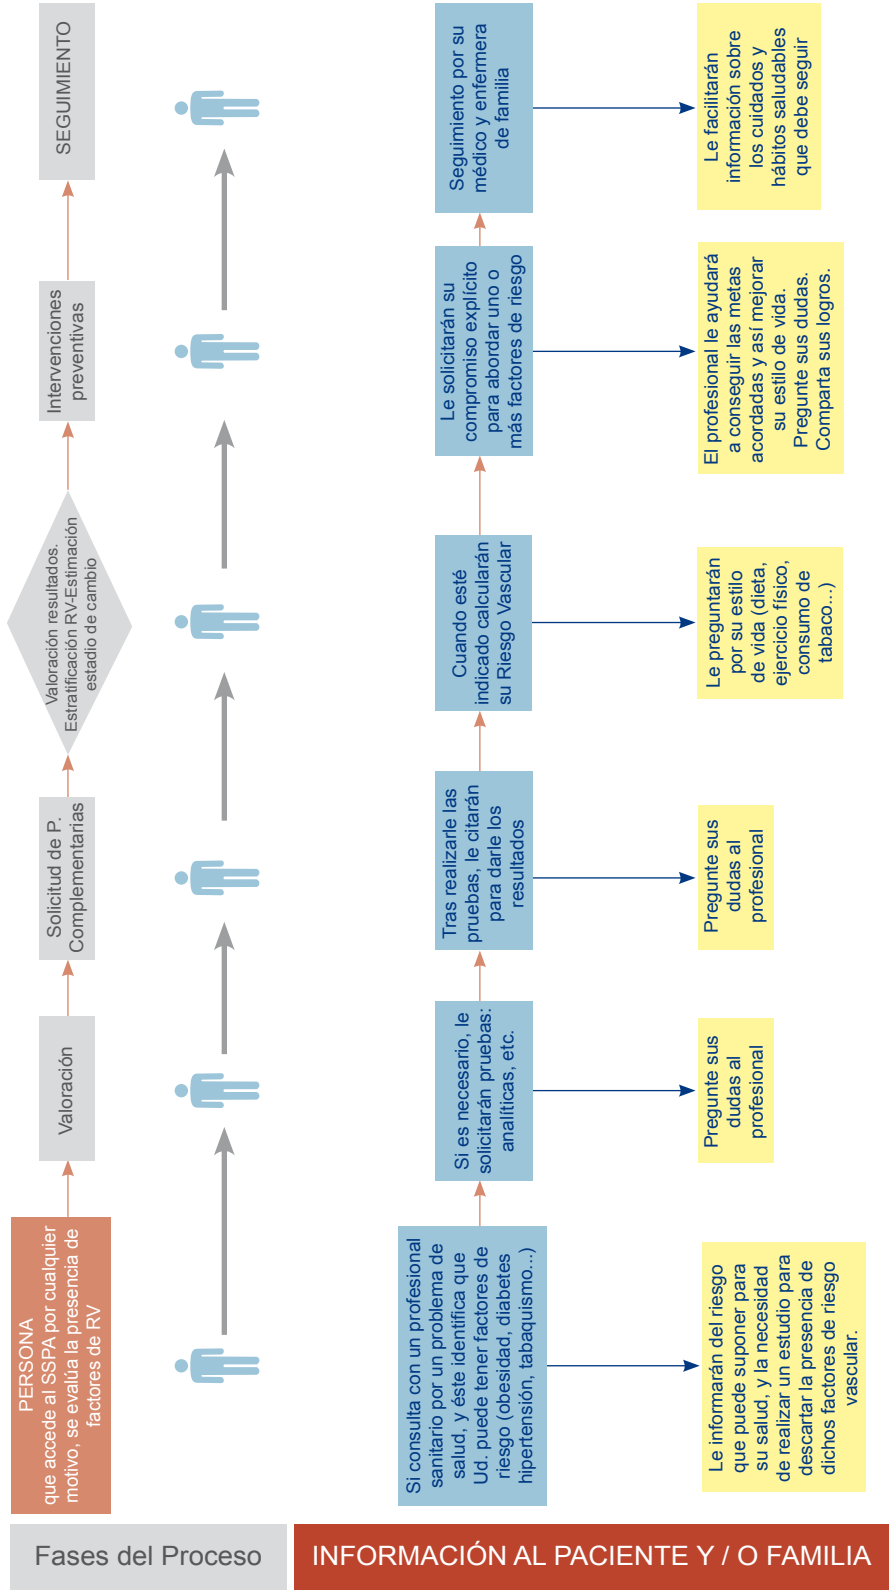 Fases del Proceso
PERSONA
que accede al SSPA por cualquier
motivo, se evalúa la presencia de
factores de RV
Valoración
Solicitud de P.
Complementarias
Valoración resultados.
Estratificación RV-Estimación
estadio de cambio
Intervenciones
preventivas
SEGUIMIENTO
INFORMACIÓN AL PACIENTE Y / O FAMILIA
Si consulta con un profesional
sanitario por un problema de
salud, y éste identifica que
Ud. puede tener factores de
riesgo (obesidad, diabetes
hipertensión, tabaquismo...)
Si es necesario, le
solicitarán pruebas:
analíticas, etc.
Tras realizarle las
pruebas, le citarán
para darle los
resultados
Cuando esté
indicado calcularán
su Riesgo Vascular
Le solicitarán su
compromiso explícito
para abordar uno o
más factores de riesgo
Seguimiento por su
médico y enfermera
de familia
Le informarán del riesgo
que puede suponer para
su salud, y la necesidad
de realizar un estudio para
descartar la presencia de
dichos factores de riesgo
vascular.
Pregunte sus
dudas al
profesional
Pregunte sus
dudas al
profesional
Le preguntarán
por su estilo
de vida (dieta,
ejercicio físico,
consumo de
tabaco...)
El profesional le ayudará
a conseguir las metas
acordadas y así mejorar
su estilo de vida.
Pregunte sus dudas.
Comparta sus logros.
Le facilitarán
información sobre
los cuidados y
hábitos saludables
que debe seguir